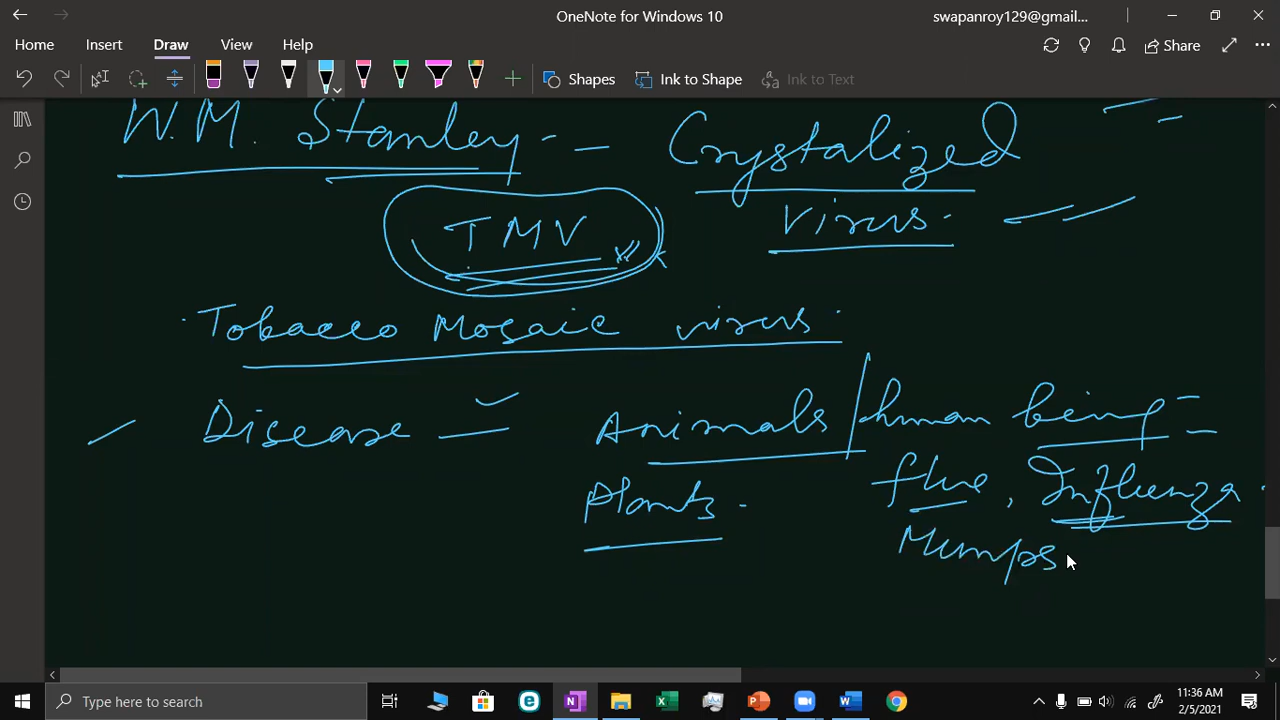 OneNote for Windows 10
swapanroy129@gmail...
Home Insert Draw View Help
Share
Shapes Ink to Shape Ink to Text
W.M. Stanley - Crystalized
Virus.
TMV
Tobacco Mosaic virus.
Disease - Animals/human being =
Plants. flue, Influenza.
Mumps
Type here to search
11:36 AM
2/5/2021